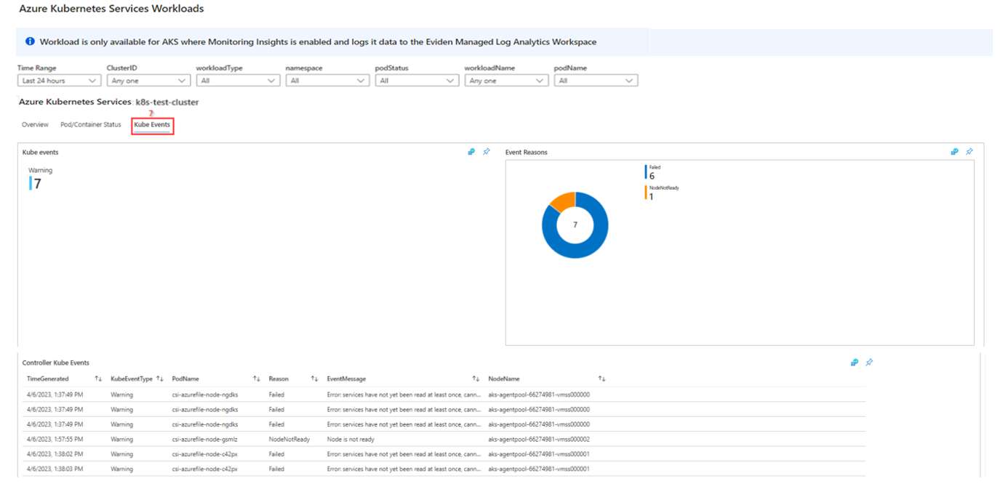 Azure Kubernetes Services Workloads
Workload is only available for AKS where Monitoring Insights is enabled and logs it data to the Eviden Managed Log Analytics Workspace
Time Range ClusterID workloadType namespace podStatus workloadName podName
Last 24 hours Any one All All All Any one All
Azure Kubernetes Services: k8s-test-cluster
7
Overview Pod/Container Status Kube Events
Kube events Event Reasons
Warning
7
Failed
6
NodeNotReady
1
7
Controller Kube Events
TimeGenerated KubeEventType PodName Reason EventMessage NodeName
4/6/2023, 1:37:49 PM Warning csi-azurefile-node-ngdks Failed Error: services have not yet been read at least once, cann... aks-agentpool-66274981-vmss000000
4/6/2023, 1:37:49 PM Warning csi-azurefile-node-ngdks Failed Error: services have not yet been read at least once, cann... aks-agentpool-66274981-vmss000000
4/6/2023, 1:37:49 PM Warning csi-azurefile-node-ngdks Failed Error: services have not yet been read at least once, cann... aks-agentpool-66274981-vmss000000
4/6/2023, 1:57:55 PM Warning csi-azurefile-node-gsmlz NodeNotReady Node is not ready aks-agentpool-66274981-vmss000002
4/6/2023, 1:38:02 PM Warning csi-azurefile-node-c42px Failed Error: services have not yet been read at least once, cann... aks-agentpool-66274981-vmss000001
4/6/2023, 1:38:03 PM Warning csi-azurefile-node-c42px Failed Error: services have not yet been read at least once, cann... aks-agentpool-66274981-vmss000001